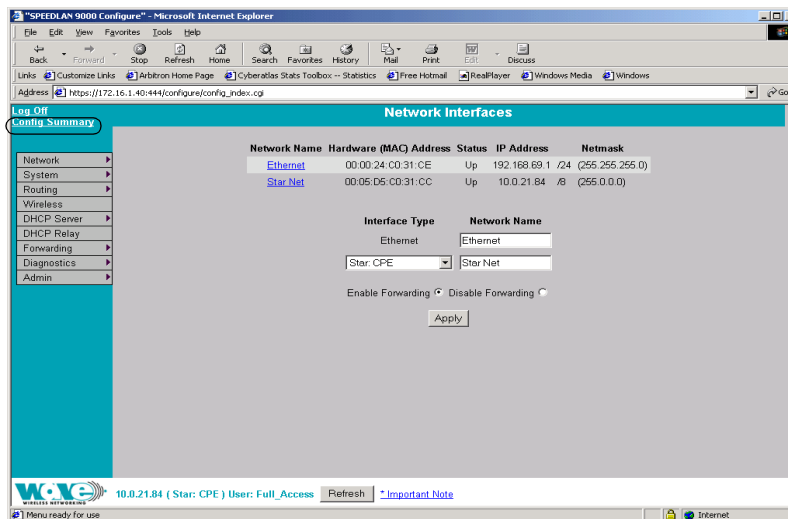 "SPEEDLAN 9000 Configure" - Microsoft Internet Explorer
File Edit View Favorites Tools Help
Back Forward Stop Refresh Home Search Favorites History Mail Print Edit Discuss
Links Customize Links Arbitron Home Page Cyberatlas Stats Toolbox -- Statistics Free Hotmail RealPlayer Windows Media Windows
Address https://172.16.1.40:444/configure/config_index.cgi Go
Log Off
Config Summary
Network Interfaces
Network
System
Routing
Wireless
DHCP Server
DHCP Relay
Forwarding
Diagnostics
Admin
Network Name Hardware (MAC) Address Status IP Address Netmask
Ethernet 00:00:24:C0:31:CE Up 192.168.69.1 /24 (255.255.255.0)
Star Net 00:05:D5:C0:31:CC Up 10.0.21.84 /8 (255.0.0.0)
Interface Type Network Name
Ethernet Ethernet
Star: CPE Star Net
Enable Forwarding Disable Forwarding
Apply
WAVE
WIRELESS NETWORKING
10.0.21.84 ( Star: CPE ) User: Full_Access Refresh * Important Note
Menu ready for use Internet